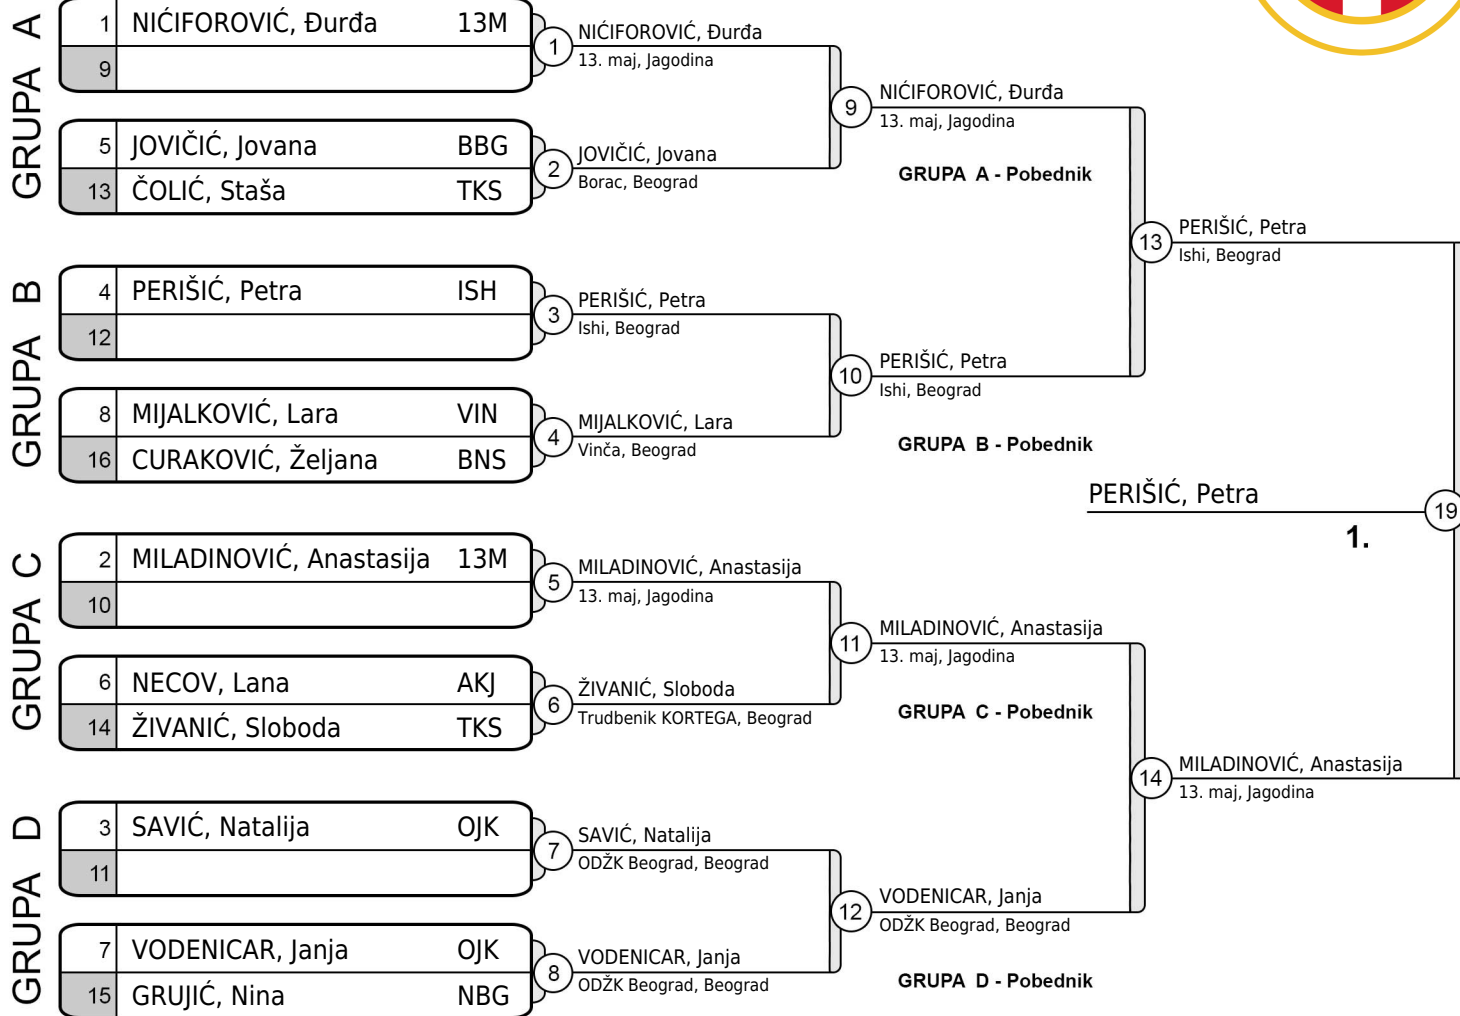 GRUPA A
1 NIĆIFOROVIĆ, Đurđa 13M
9
5 JOVIČIĆ, Jovana BBG
13 ČOLIĆ, Staša TKS
GRUPA B
4 PERIŠIĆ, Petra ISH
12
8 MIJALKOVIĆ, Lara VIN
16 CURAKOVIĆ, Željana BNS
GRUPA C
2 MILADINOVIĆ, Anastasija 13M
10
6 NECOV, Lana AKJ
14 ŽIVANIĆ, Sloboda TKS
GRUPA D
3 SAVIĆ, Natalija OJK
11
7 VODENICAR, Janja OJK
15 GRUJIĆ, Nina NBG
1 NIĆIFOROVIĆ, Đurđa
13. maj, Jagodina
2 JOVIČIĆ, Jovana
Borac, Beograd
3 PERIŠIĆ, Petra
Ishi, Beograd
4 MIJALKOVIĆ, Lara
Vinča, Beograd
5 MILADINOVIĆ, Anastasija
13. maj, Jagodina
6 ŽIVANIĆ, Sloboda
Trudbenik KORTEGA, Beograd
7 SAVIĆ, Natalija
ODŽK Beograd, Beograd
8 VODENICAR, Janja
ODŽK Beograd, Beograd
9 NIĆIFOROVIĆ, Đurđa
13. maj, Jagodina
GRUPA A - Pobednik
10 PERIŠIĆ, Petra
Ishi, Beograd
GRUPA B - Pobednik
11 MILADINOVIĆ, Anastasija
13. maj, Jagodina
GRUPA C - Pobednik
12 VODENICAR, Janja
ODŽK Beograd, Beograd
GRUPA D - Pobednik
13 PERIŠIĆ, Petra
Ishi, Beograd
14 MILADINOVIĆ, Anastasija
13. maj, Jagodina
PERIŠIĆ, Petra 19
1.